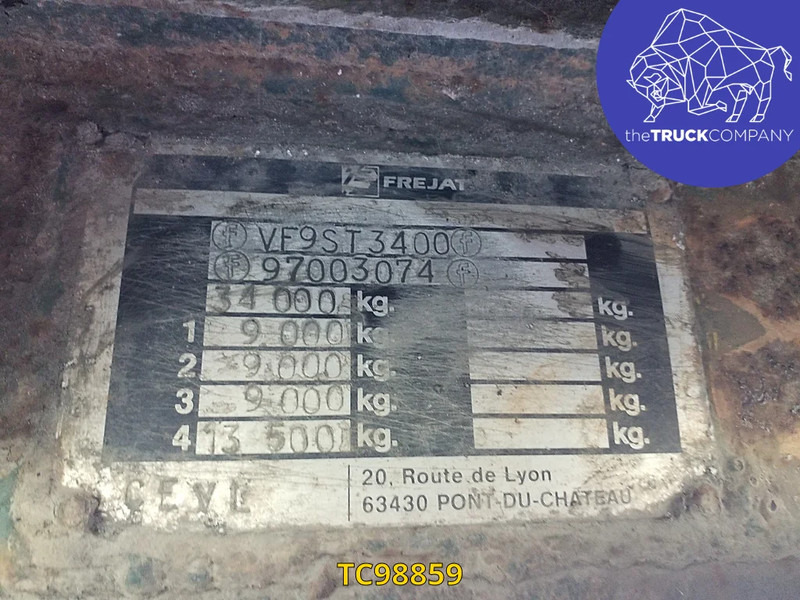 theTRUCKCOMPANY
FREJAT
VF9ST3400
97003074
34 000 kg. kg.
1 9.000 kg. kg.
2 9.000 kg. kg.
3 9.000 kg. kg.
4 13 500 kg. kg.
CEVL
20, Route de Lyon
63430 PONT-DU-CHATEAU
TC98859